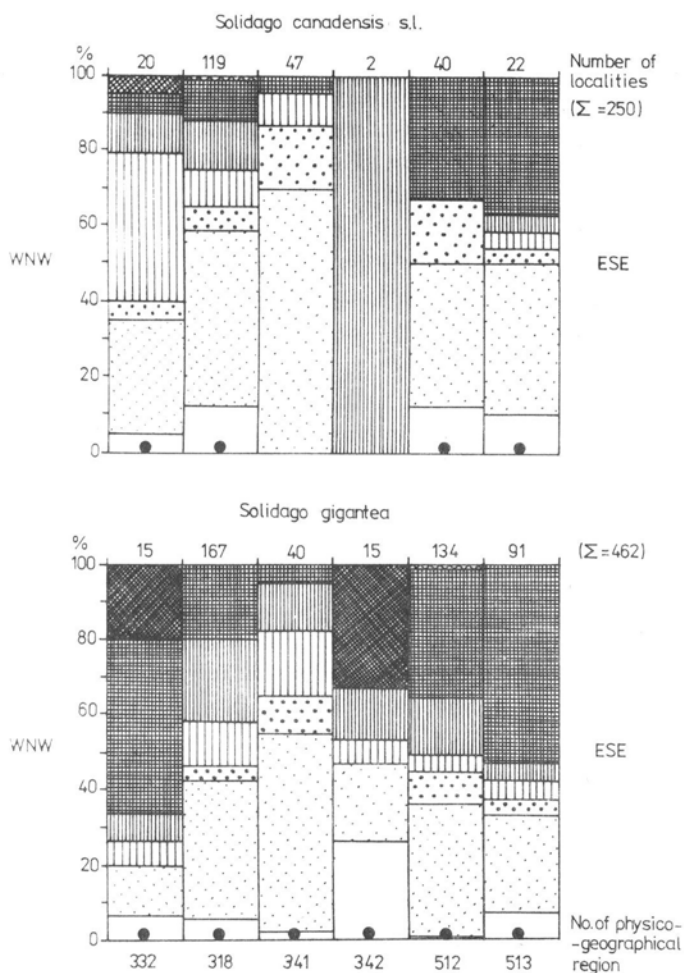 Solidago canadensis s.l.
% 20 119 47 2 40 22 Number of
localities
(Σ =250)
100
80
60
WNW ESE
40
20
0
Solidago gigantea
% 15 167 40 15 134 91 (Σ=462)
100
80
60
WNW ESE
40
20
0
No. of physico-
-geographical
region
332 318 341 342 512 513